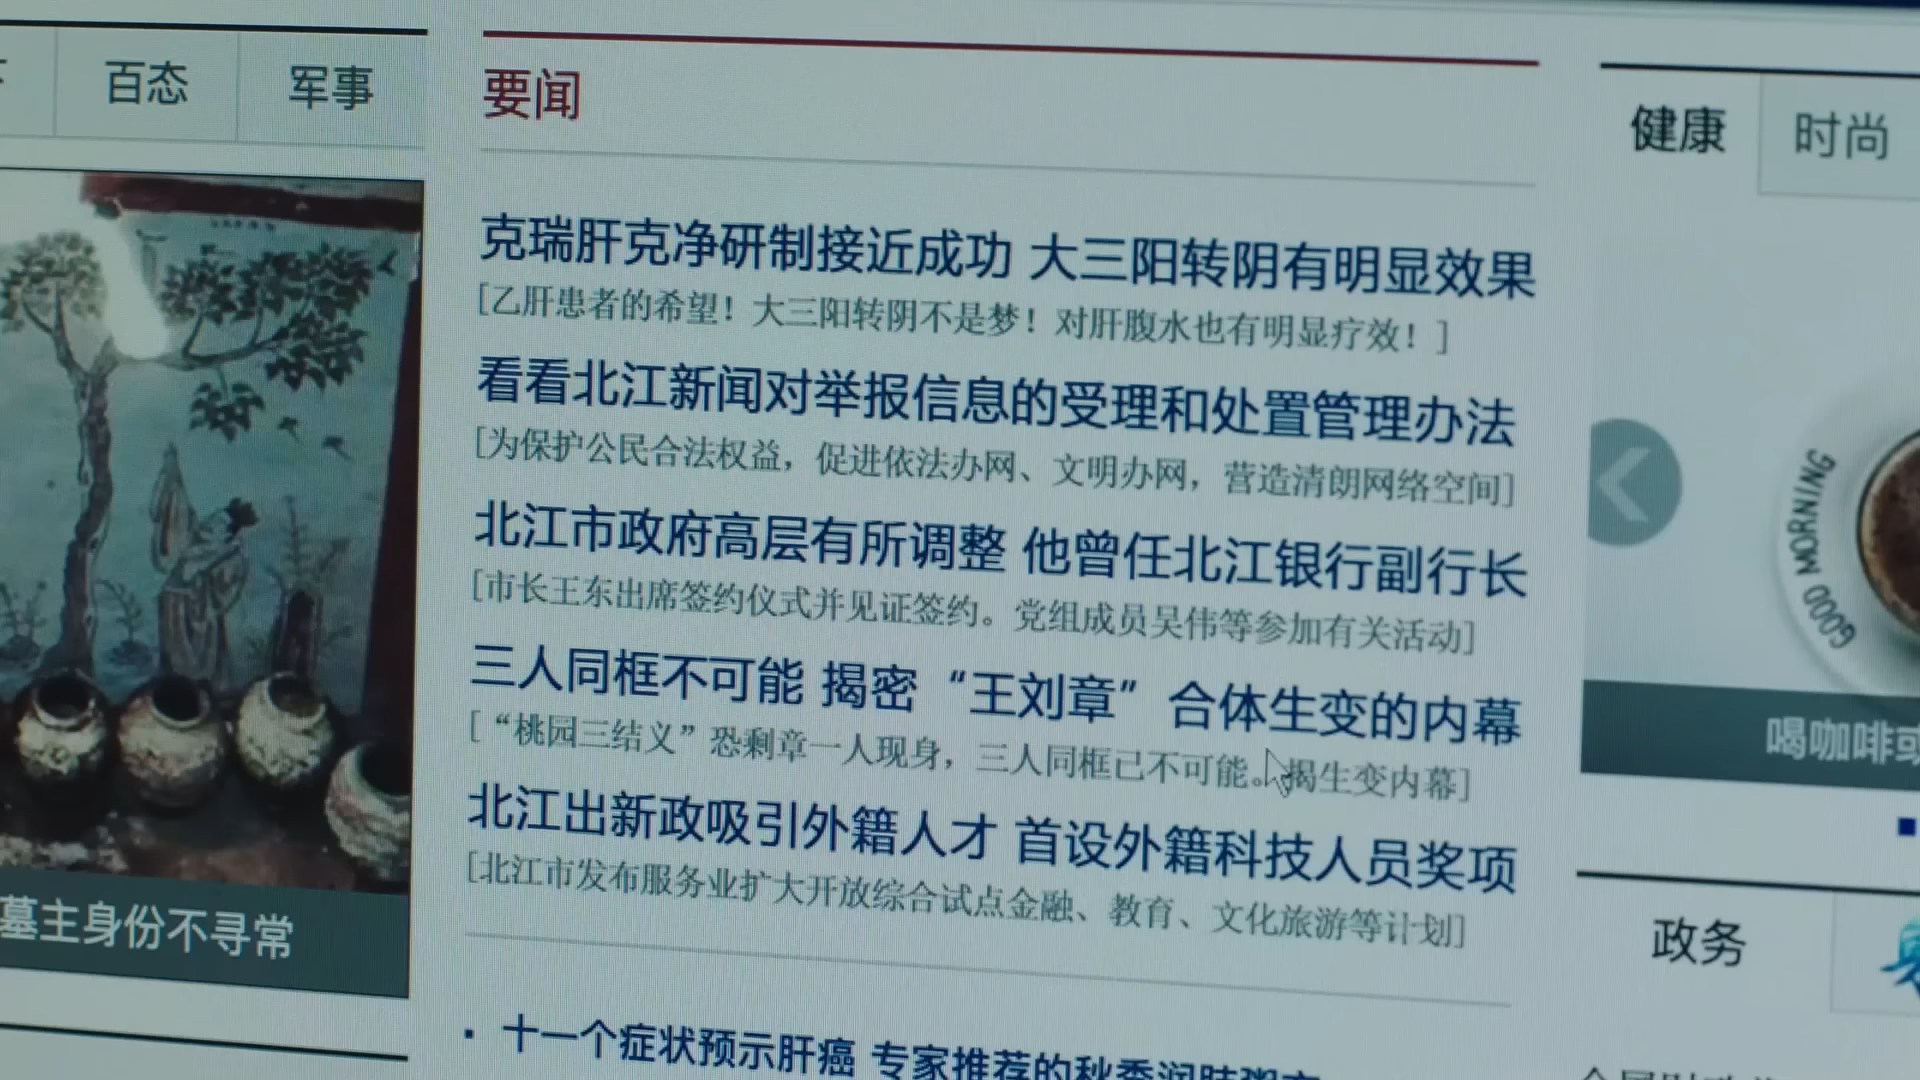 百态
军事
墓主身份不寻常
要闻
克瑞肝克净研制接近成功 大三阳转阴有明显效果
[乙肝患者的希望！大三阳转阴不是梦！对肝腹水也有明显疗效！]
看看北江新闻对举报信息的受理和处置管理办法
[为保护公民合法权益，促进依法办网、文明办网，营造清朗网络空间]
北江市政府高层有所调整 他曾任北江银行副行长
[市长王东出席签约仪式并见证签约。党组成员吴伟等参加有关活动]
三人同框不可能 揭密“王刘章”合体生变的内幕
[“桃园三结义”恐剩章一人现身，三人同框已不可能。揭生变内幕]
北江出新政吸引外籍人才 首设外籍科技人员奖项
[北江市发布服务业扩大开放综合试点金融、教育、文化旅游等计划]
· 十一个症状预示肝癌 专家推荐的秋季润肺粥
健康
时尚
GOOD MORNING
喝咖啡或
政务